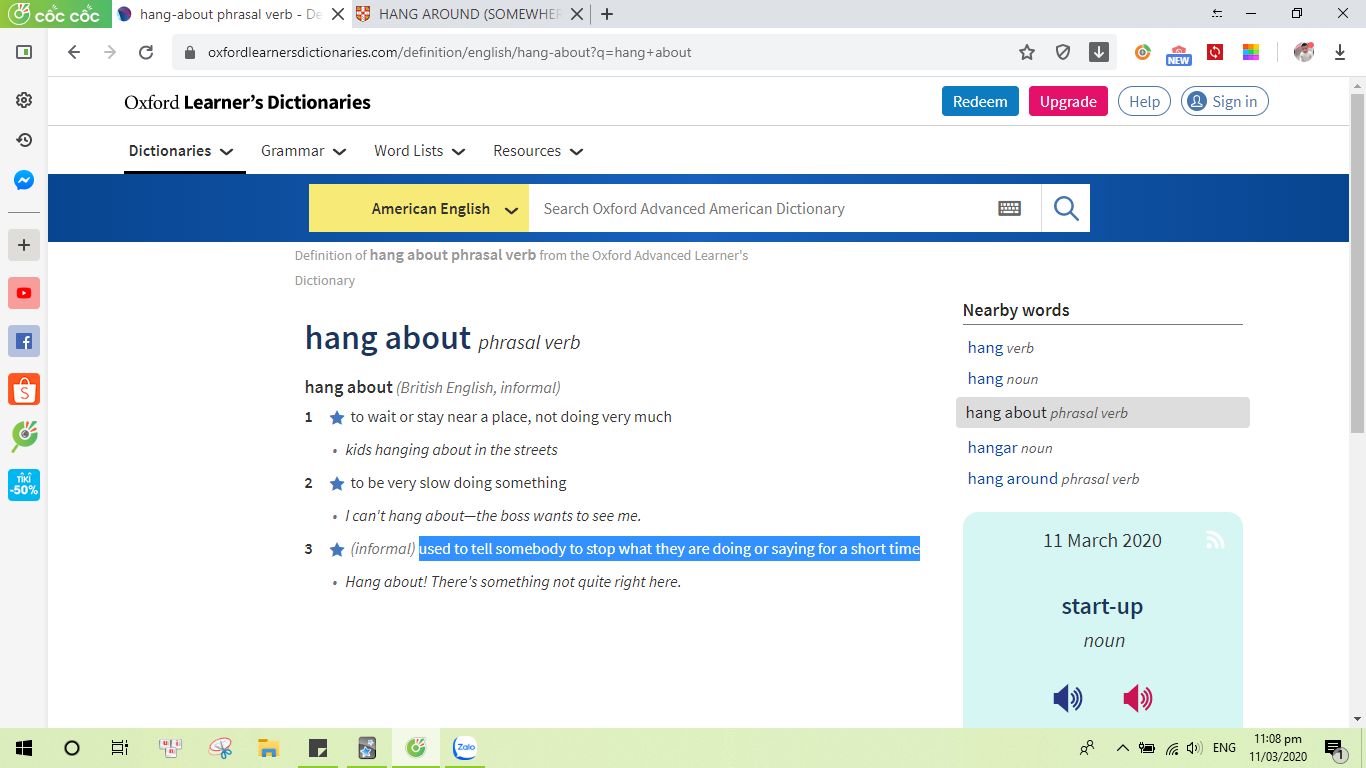 cốc cốc
hang-about phrasal verb - De
HANG AROUND (SOMEWHER
oxfordlearnersdictionaries.com/definition/english/hang-about?q=hang+about
NEW
Oxford Learner's Dictionaries
Redeem
Upgrade
Help
Sign in
Dictionaries
Grammar
Word Lists
Resources
American English
Search Oxford Advanced American Dictionary
Definition of hang about phrasal verb from the Oxford Advanced Learner's
Dictionary
hang about phrasal verb
hang about (British English, informal)
1 to wait or stay near a place, not doing very much
• kids hanging about in the streets
2 to be very slow doing something
• I can't hang about—the boss wants to see me.
3 (informal) used to tell somebody to stop what they are doing or saying for a short time
• Hang about! There's something not quite right here.
Nearby words
hang verb
hang noun
hang about phrasal verb
hangar noun
hang around phrasal verb
11 March 2020
start-up
noun
TIKI
-50%
Zalo
ENG
11:08 pm
11/03/2020
1